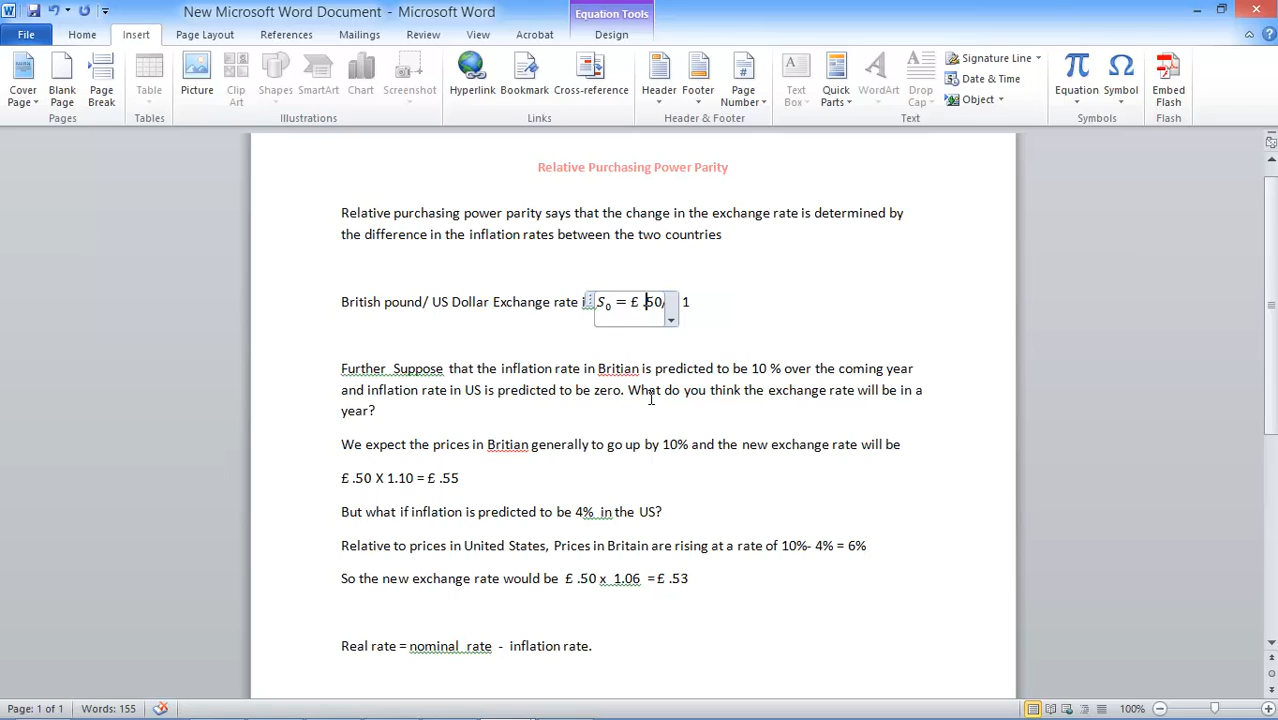 New Microsoft Word Document - Microsoft Word
Equation Tools
File Home Insert Page Layout References Mailings Review View Acrobat Design
Cover Page Blank Page Page Break Table Picture Clip Art Shapes SmartArt Chart Screenshot Hyperlink Bookmark Cross-reference Header Footer Page Number Text Box Quick Parts WordArt Drop Cap Signature Line Date & Time Object Equation Symbol Embed Flash
Pages Tables Illustrations Links Header & Footer Text Symbols Flash
Relative Purchasing Power Parity
Relative purchasing power parity says that the change in the exchange rate is determined by
the difference in the inflation rates between the two countries
British pound/ US Dollar Exchange rate S₀ = £ .50/ 1
Further Suppose that the inflation rate in Britian is predicted to be 10 % over the coming year
and inflation rate in US is predicted to be zero. What do you think the exchange rate will be in a
year?
We expect the prices in Britian generally to go up by 10% and the new exchange rate will be
£ .50 X 1.10 = £ .55
But what if inflation is predicted to be 4% in the US?
Relative to prices in United States, Prices in Britain are rising at a rate of 10%- 4% = 6%
So the new exchange rate would be £ .50 x 1.06 = £ .53
Real rate = nominal rate - inflation rate.
Page: 1 of 1 Words: 155 100%